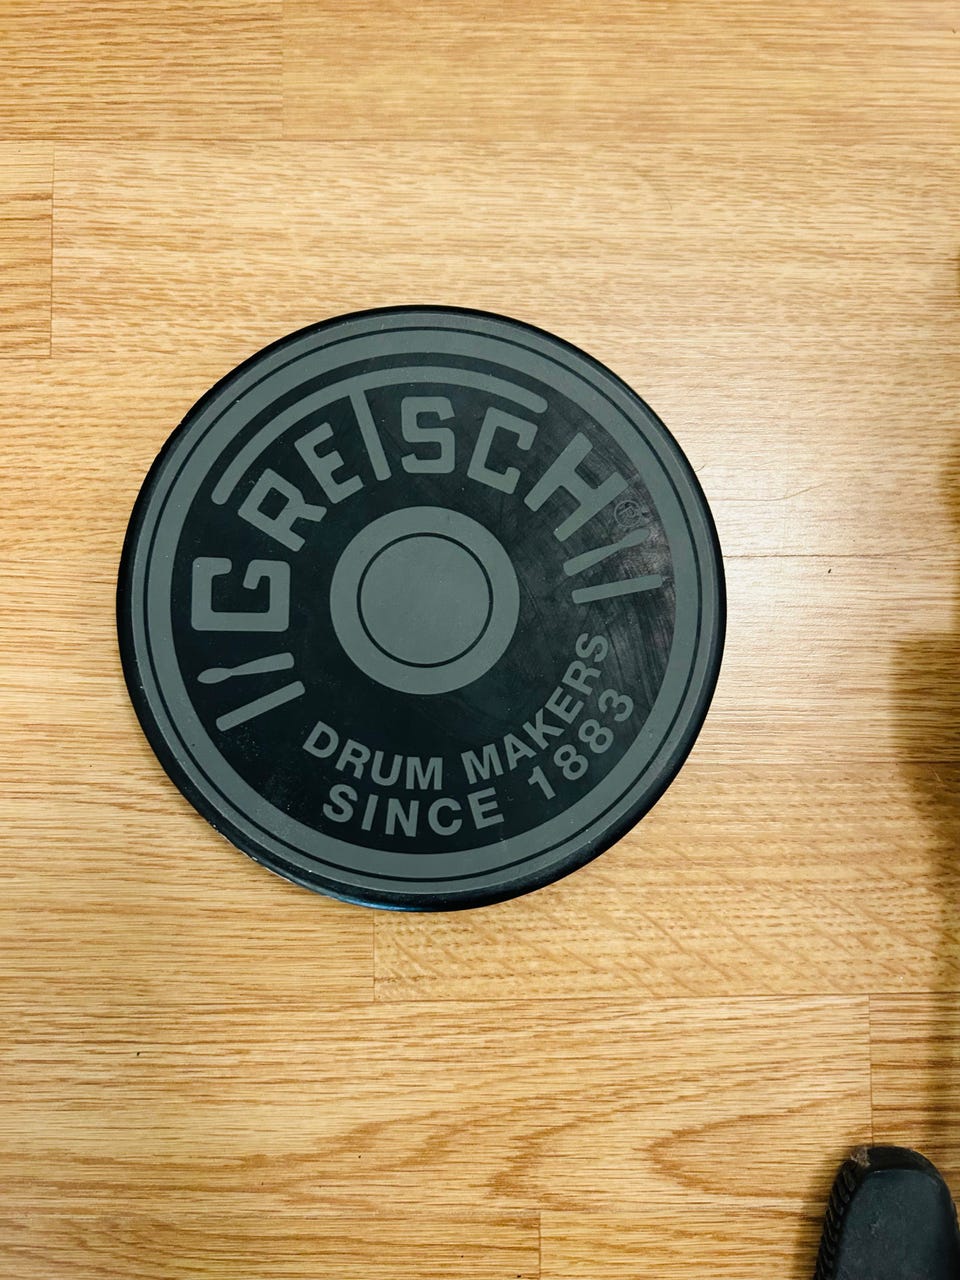 GRETSCH
DRUM MAKERS
SINCE 1883